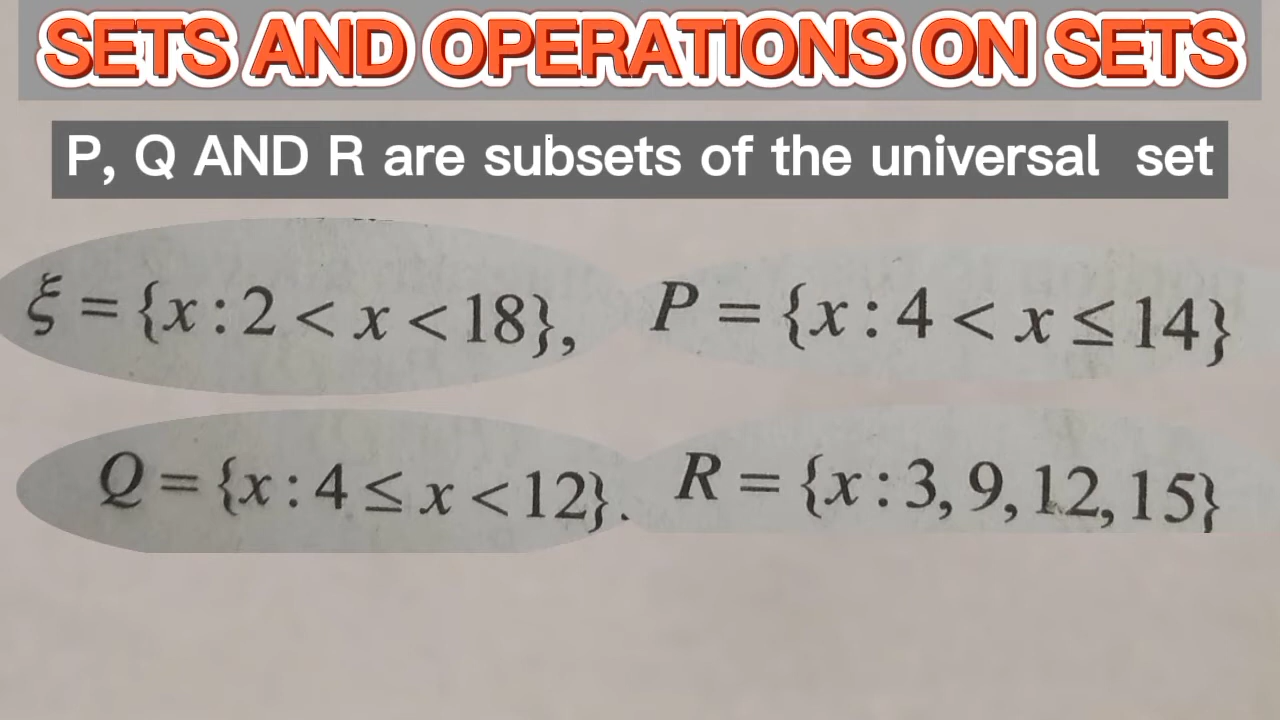 SETS AND OPERATIONS ON SETS
P, Q AND R are subsets of the universal set
ξ = {x : 2 < x < 18},
P = {x : 4 < x ≤ 14}
Q = {x : 4 ≤ x < 12}.
R = {x : 3, 9, 12, 15}